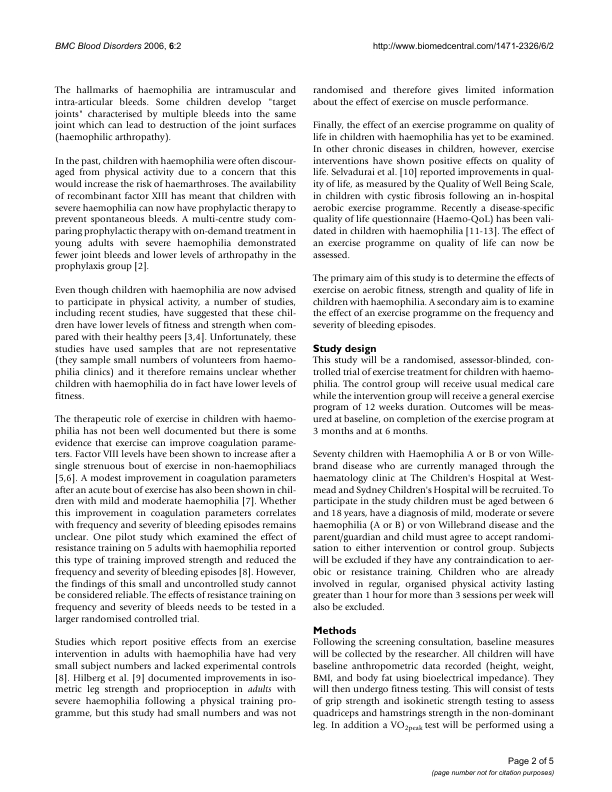 BMC Blood Disorders 2006, 6:2
http://www.biomedcentral.com/1471-2326/6/2
The hallmarks of haemophilia are intramuscular and
intra-articular bleeds. Some children develop "target
joints" characterised by multiple bleeds into the same
joint which can lead to destruction of the joint surfaces
(haemophilic arthropathy).
In the past, children with haemophilia were often discour-
aged from physical activity due to a concern that this
would increase the risk of haemarthroses. The availability
of recombinant factor XIII has meant that children with
severe haemophilia can now have prophylactic therapy to
prevent spontaneous bleeds. A multi-centre study com-
paring prophylactic therapy with on-demand treatment in
young adults with severe haemophilia demonstrated
fewer joint bleeds and lower levels of arthropathy in the
prophylaxis group [2].
Even though children with haemophilia are now advised
to participate in physical activity, a number of studies,
including recent studies, have suggested that these chil-
dren have lower levels of fitness and strength when com-
pared with their healthy peers [3,4]. Unfortunately, these
studies have used samples that are not representative
(they sample small numbers of volunteers from haemo-
philia clinics) and it therefore remains unclear whether
children with haemophilia do in fact have lower levels of
fitness.
The therapeutic role of exercise in children with haemo-
philia has not been well documented but there is some
evidence that exercise can improve coagulation parame-
ters. Factor VIII levels have been shown to increase after a
single strenuous bout of exercise in non-haemophiliacs
[5,6]. A modest improvement in coagulation parameters
after an acute bout of exercise has also been shown in chil-
dren with mild and moderate haemophilia [7]. Whether
this improvement in coagulation parameters correlates
with frequency and severity of bleeding episodes remains
unclear. One pilot study which examined the effect of
resistance training on 5 adults with haemophilia reported
this type of training improved strength and reduced the
frequency and severity of bleeding episodes [8]. However,
the findings of this small and uncontrolled study cannot
be considered reliable. The effects of resistance training on
frequency and severity of bleeds needs to be tested in a
larger randomised controlled trial.
Studies which report positive effects from an exercise
intervention in adults with haemophilia have had very
small subject numbers and lacked experimental controls
[8]. Hilberg et al. [9] documented improvements in iso-
metric leg strength and proprioception in adults with
severe haemophilia following a physical training pro-
gramme, but this study had small numbers and was not
randomised and therefore gives limited information
about the effect of exercise on muscle performance.
Finally, the effect of an exercise programme on quality of
life in children with haemophilia has yet to be examined.
In other chronic diseases in children, however, exercise
interventions have shown positive effects on quality of
life. Selvadurai et al. [10] reported improvements in qual-
ity of life, as measured by the Quality of Well Being Scale,
in children with cystic fibrosis following an in-hospital
aerobic exercise programme. Recently a disease-specific
quality of life questionnaire (Haemo-QoL) has been vali-
dated in children with haemophilia [11-13]. The effect of
an exercise programme on quality of life can now be
assessed.
The primary aim of this study is to determine the effects of
exercise on aerobic fitness, strength and quality of life in
children with haemophilia. A secondary aim is to examine
the effect of an exercise programme on the frequency and
severity of bleeding episodes.
Study design
This study will be a randomised, assessor-blinded, con-
trolled trial of exercise treatment for children with haemo-
philia. The control group will receive usual medical care
while the intervention group will receive a general exercise
program of 12 weeks duration. Outcomes will be meas-
ured at baseline, on completion of the exercise program at
3 months and at 6 months.
Seventy children with Haemophilia A or B or von Wille-
brand disease who are currently managed through the
haematology clinic at The Children's Hospital at West-
mead and Sydney Children's Hospital will be recruited. To
participate in the study children must be aged between 6
and 18 years, have a diagnosis of mild, moderate or severe
haemophilia (A or B) or von Willebrand disease and the
parent/guardian and child must agree to accept randomi-
sation to either intervention or control group. Subjects
will be excluded if they have any contraindication to aer-
obic or resistance training. Children who are already
involved in regular, organised physical activity lasting
greater than 1 hour for more than 3 sessions per week will
also be excluded.
Methods
Following the screening consultation, baseline measures
will be collected by the researcher. All children will have
baseline anthropometric data recorded (height, weight,
BMI, and body fat using bioelectrical impedance). They
will then undergo fitness testing. This will consist of tests
of grip strength and isokinetic strength testing to assess
quadriceps and hamstrings strength in the non-dominant
leg. In addition a VO2peak test will be performed using a
Page 2 of 5
(page number not for citation purposes)